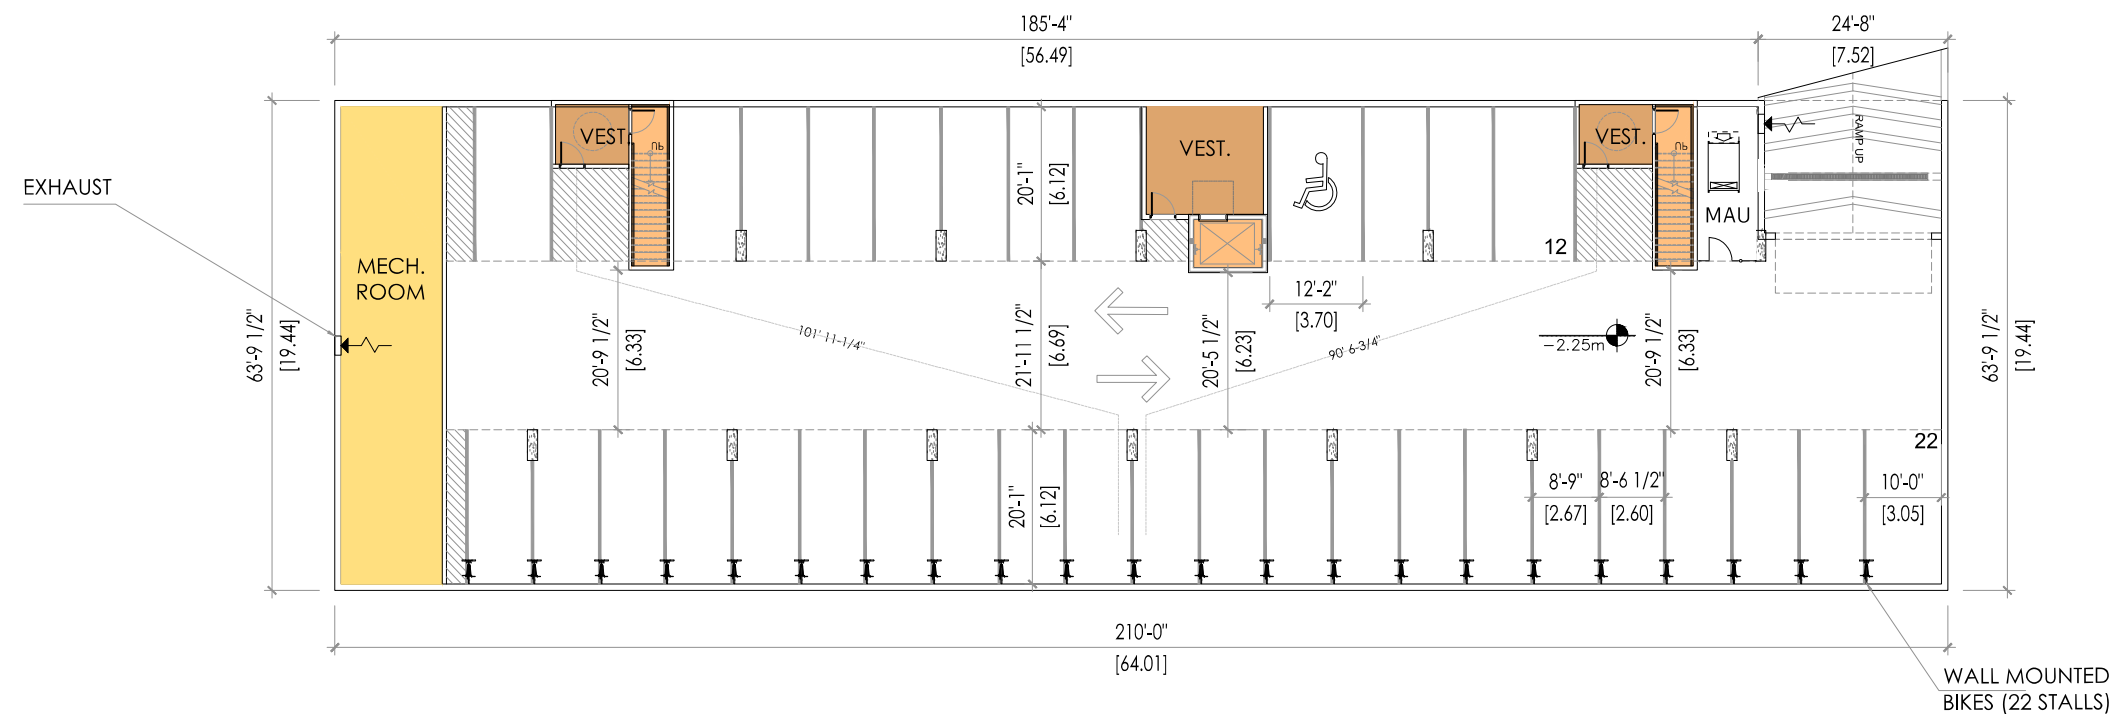 185'-4"
[56.49]
24'-8"
[7.52]
EXHAUST
MECH.
ROOM
VEST.
UP
20'-1"
[6.12]
VEST.
VEST.
UP
MAU
RAMP UP
12
63'-9 1/2"
[19.44]
20'-9 1/2"
[6.33]
101' 11-1/4"
21'-11 1/2"
[6.69]
20'-5 1/2"
[6.23]
12'-2"
[3.70]
90' 6-3/4"
-2.25m
20'-9 1/2"
[6.33]
63'-9 1/2"
[19.44]
22
20'-1"
[6.12]
8'-9"
[2.67]
8'-6 1/2"
[2.60]
10'-0"
[3.05]
210'-0"
[64.01]
WALL MOUNTED
BIKES (22 STALLS)